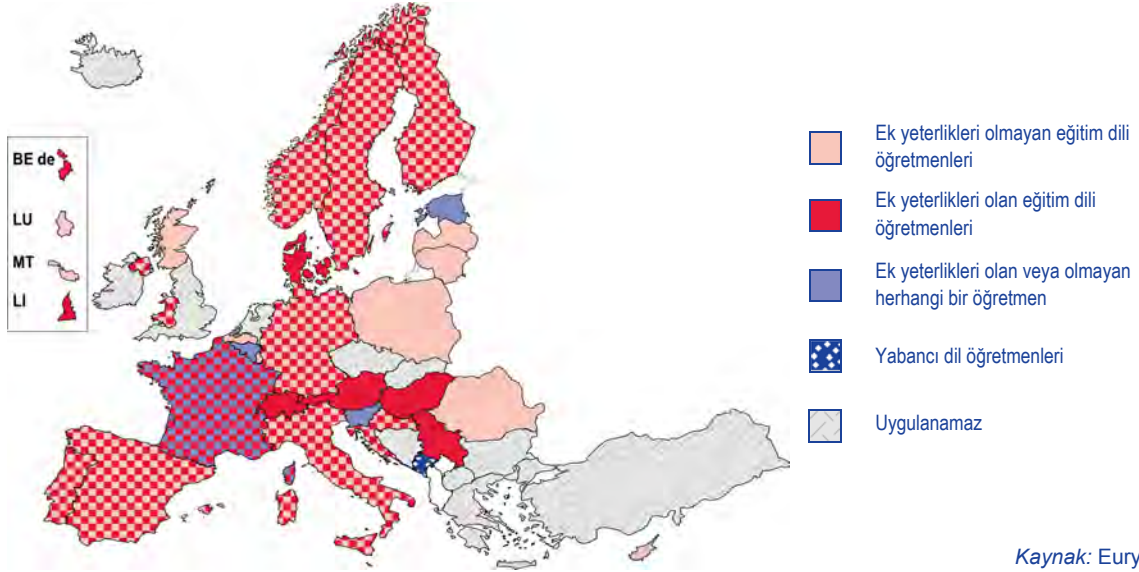 BE de
LU
MT
LI
Ek yeterlikleri olmayan eğitim dili
öğretmenleri
Ek yeterlikleri olan eğitim dili
öğretmenleri
Ek yeterlikleri olan veya olmayan
herhangi bir öğretmen
Yabancı dil öğretmenleri
Uygulanamaz
Kaynak: Eury